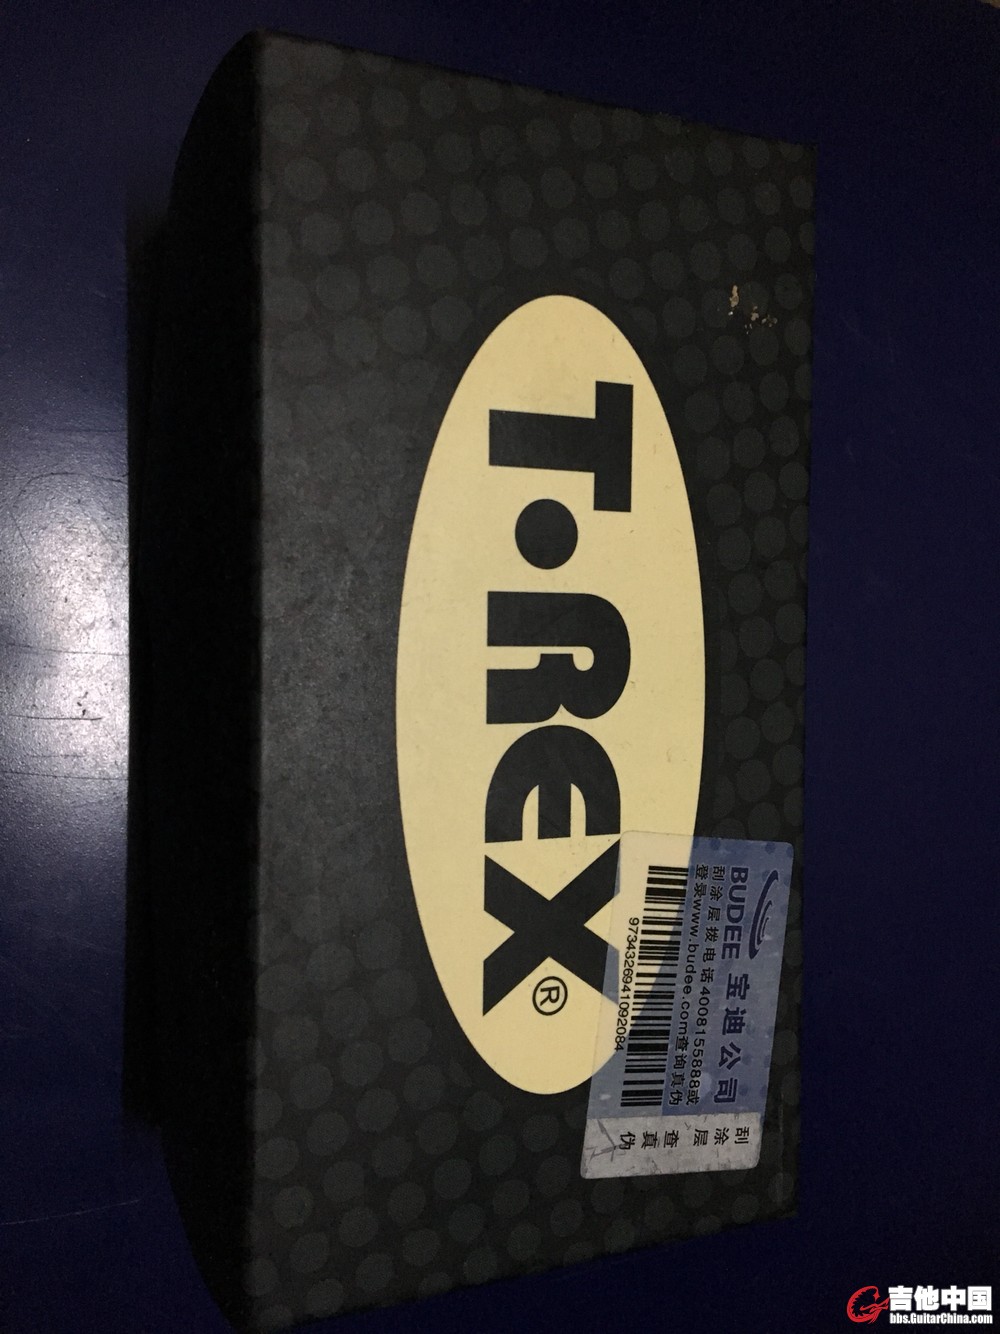 T·REX®
BUDEE 宝迪公司
刮涂层拨电话4008155888或
登录www.budee.com查询真伪
9734326941092084
刮涂层查真伪
吉他中国
bbs.GuitarChina.com